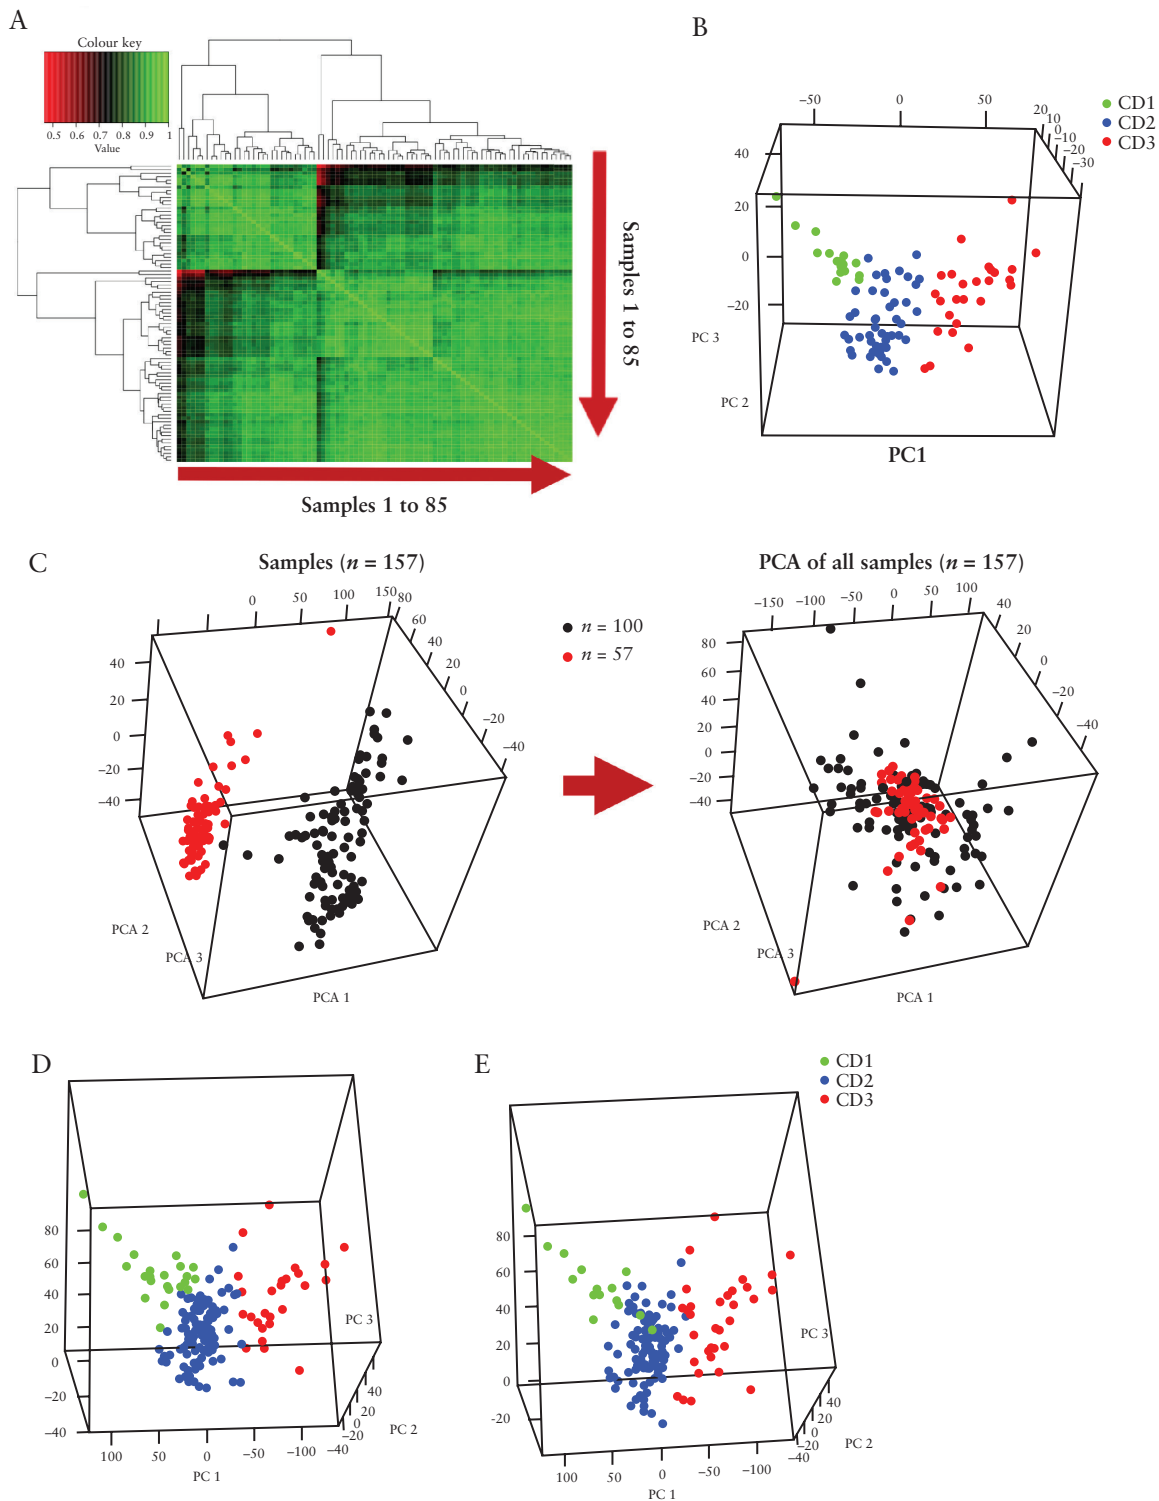 A
Colour key
0.5 0.6 0.7 0.8 0.9 1
Value
Samples 1 to 85
Samples 1 to 85
B
−50 0 50
20
10
0
−10
−20
−30
40
20
0
−20
PC 3
PC 2
PC1
CD1
CD2
CD3
C
Samples (n = 157)
0 50 100 150
80
60
40
20
0
−20
−40
40
20
0
−20
−40
PCA 2
PCA 3
PCA 1
n = 100
n = 57
PCA of all samples (n = 157)
−150 −100 −50 0 50 100
40
20
0
−20
−40
80
60
40
20
0
−20
−40
PCA 2
PCA 3
PCA 1
D
80
60
40
20
0
−20
−40
100 50 0 −50 −100
−40
−20
0
20
40
PC 3
PC 2
PC 1
E
CD1
CD2
CD3
80
60
40
20
0
−20
100 50 0 −50 −100
−40
−20
0
20
40
PC 3
PC 2
PC 1